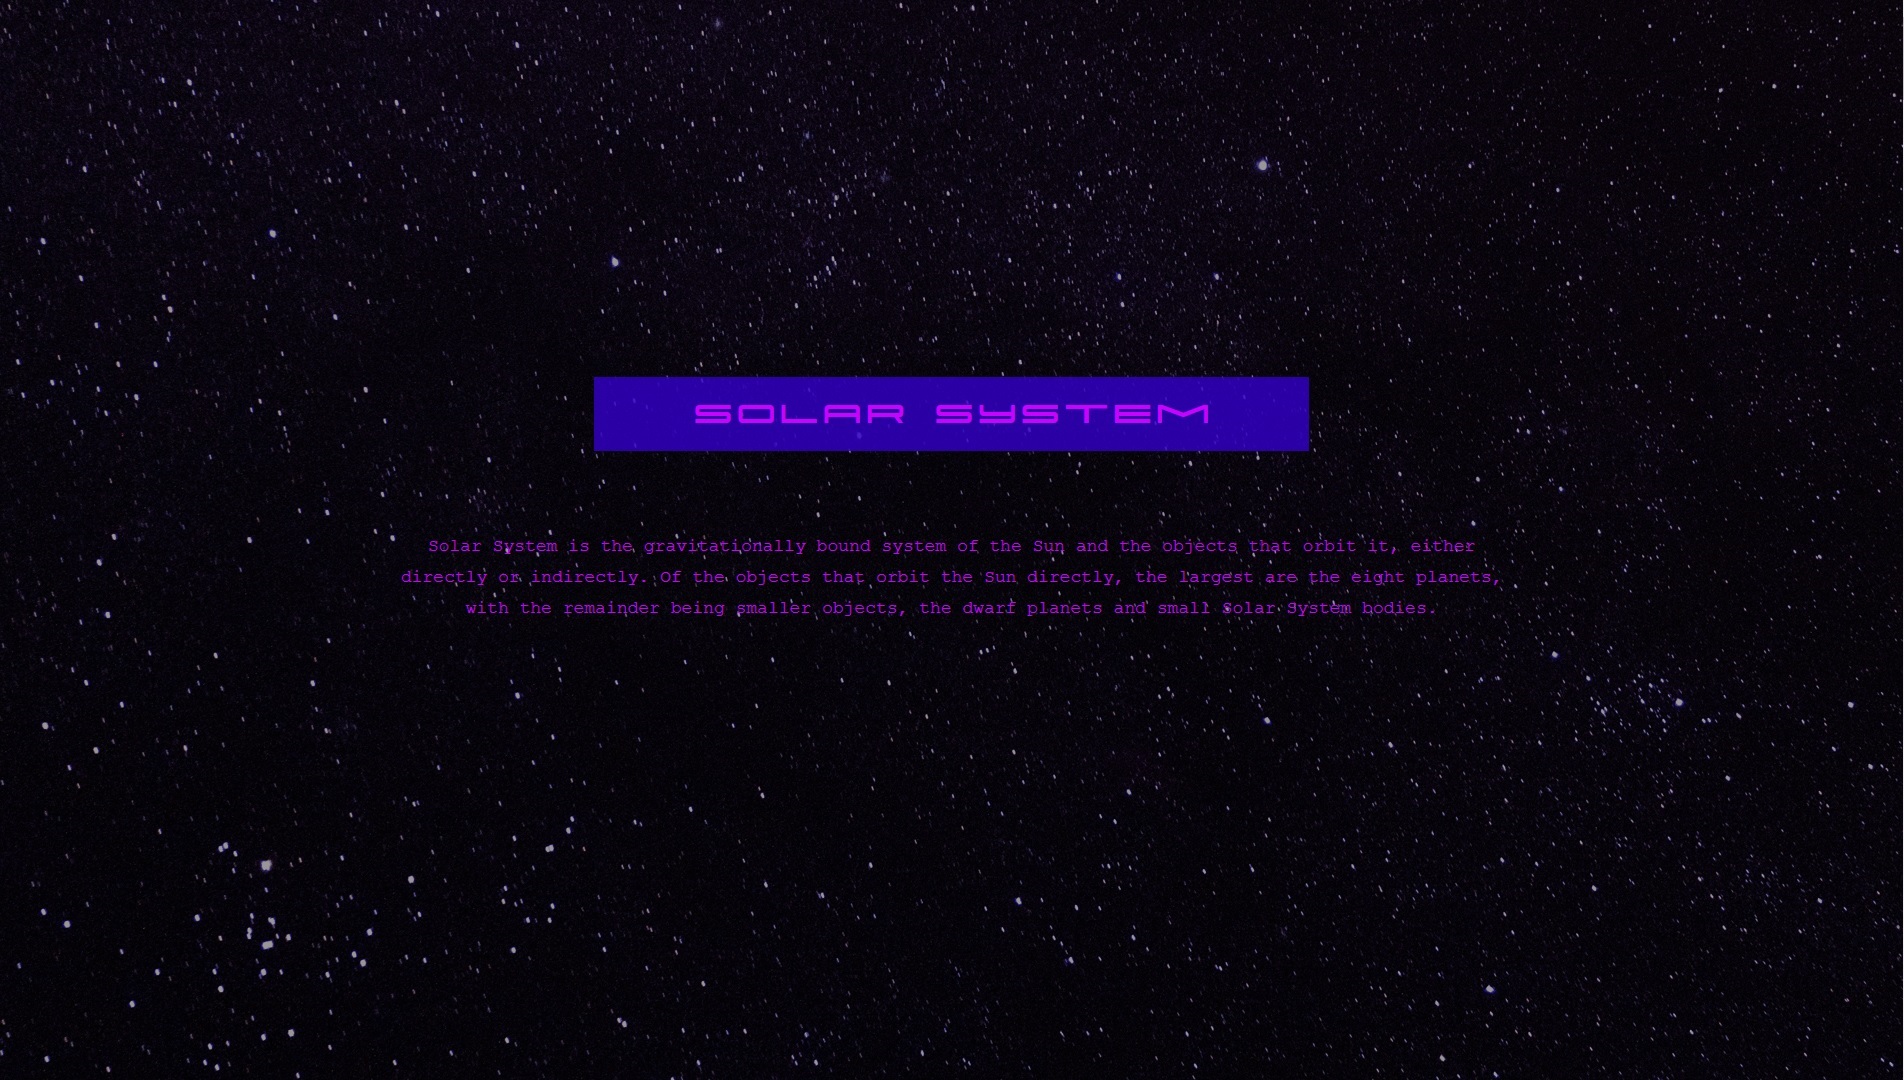 SOLAR SYSTEM
Solar System is the gravitationally bound system of the Sun and the objects that orbit it, either
directly or indirectly. Of the objects that orbit the Sun directly, the largest are the eight planets,
with the remainder being smaller objects, the dwarf planets and small Solar System bodies.